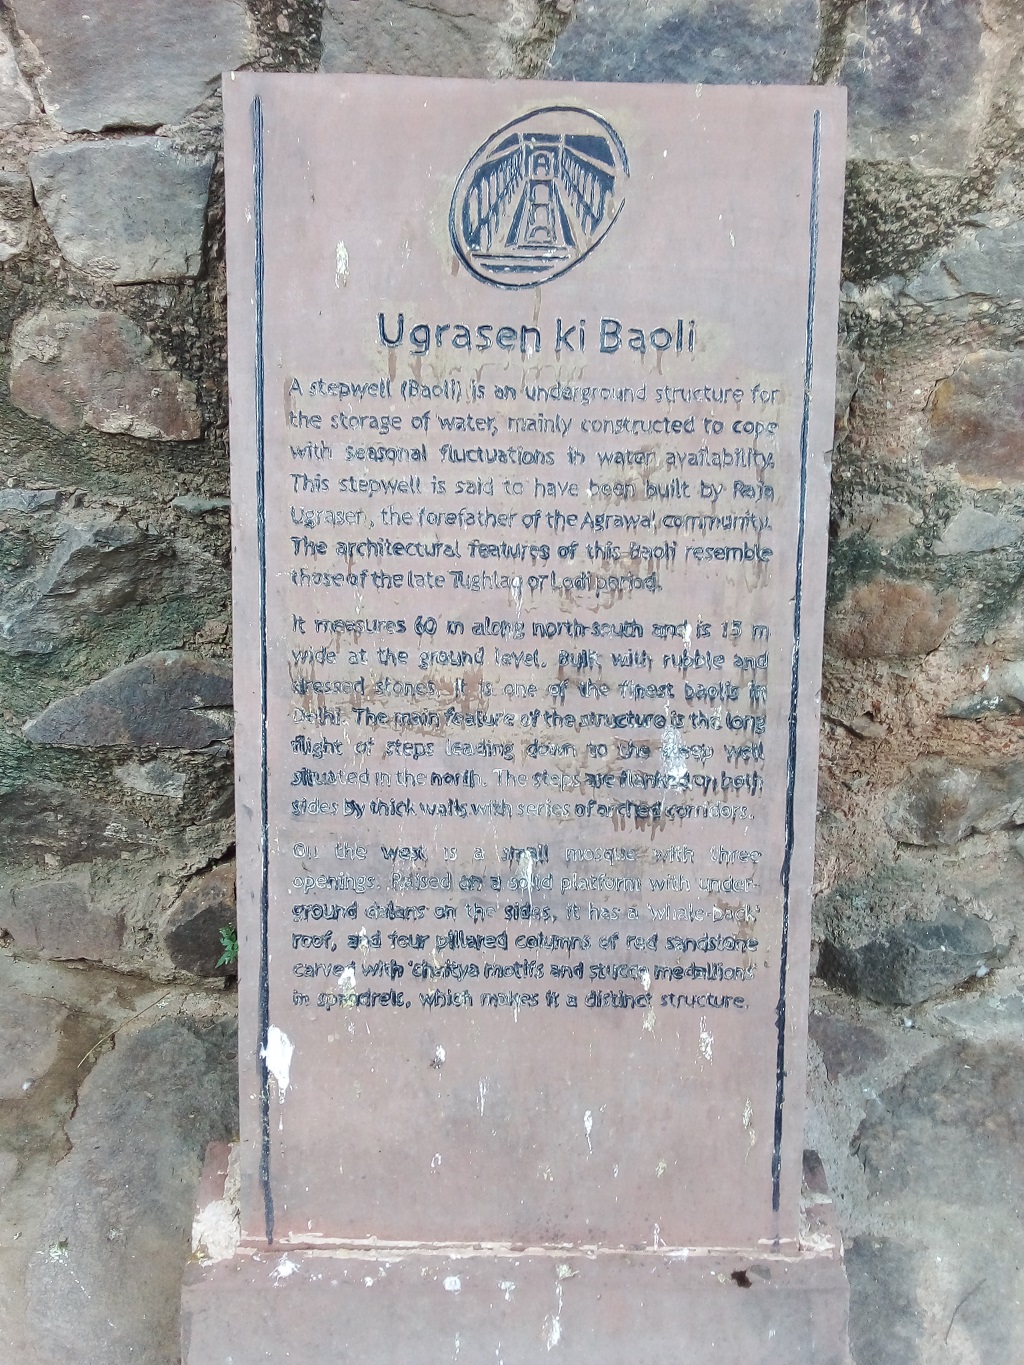 Ugrasen ki Baoli
A stepwell (Baoli) is an underground structure for
the storage of water, mainly constructed to cope
with seasonal fluctuations in water availability.
This stepwell is said to have been built by Raja
Ugrasen, the forefather of the Agrawal community.
The architectural features of this Baoli resemble
those of the late Tughlaq or Lodi period.
It measures 60 m along north-south and is 15 m
wide at the ground level. Built with rubble and
dressed stones, it is one of the finest baolis in
Delhi. The main feature of the structure is the long
flight of steps leading down to the deep well
situated in the north. The steps are flanked on both
sides by thick walls with series of arched corridors.
On the west is a small mosque with three
openings. Raised on a solid platform with under-
ground dalans on the sides, it has a 'whale-back'
roof, and four pillared columns of red sandstone
carved with 'chaitya motifs and stucco medallions'
in spandrels, which makes it a distinct structure.